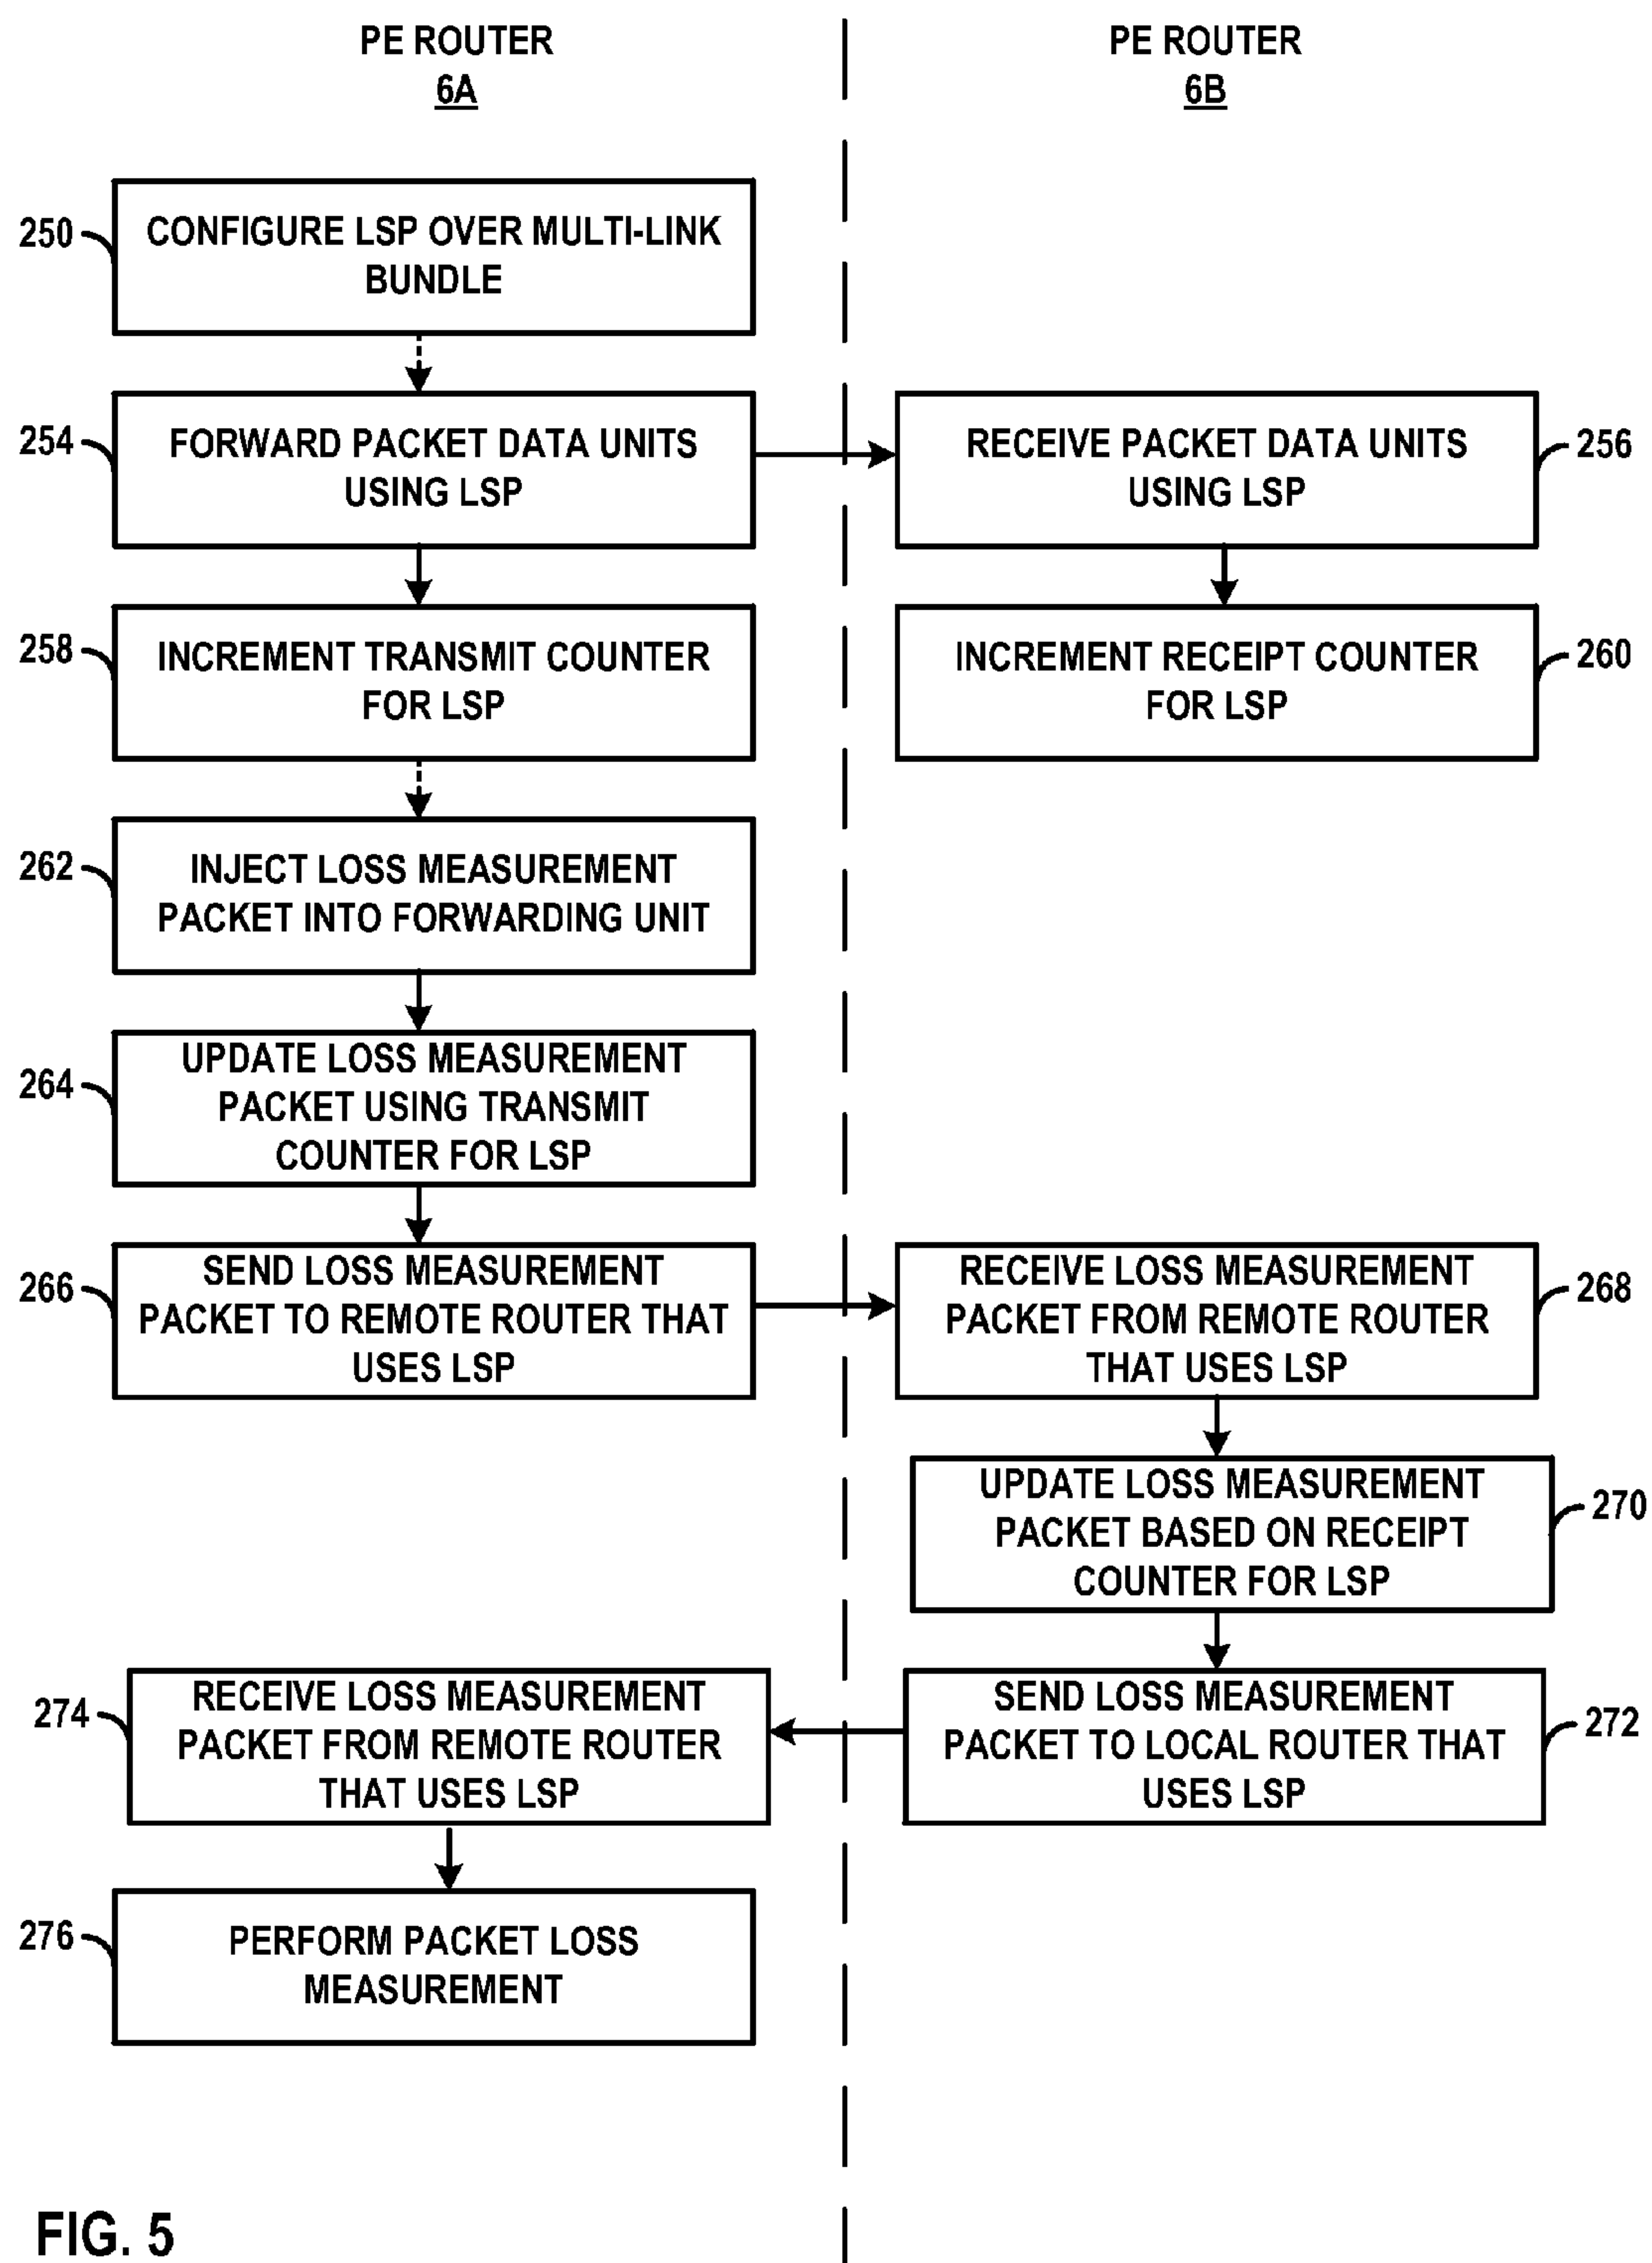 PE ROUTER
6A
PE ROUTER
6B
250
CONFIGURE LSP OVER MULTI-LINK
BUNDLE
254
FORWARD PACKET DATA UNITS
USING LSP
RECEIVE PACKET DATA UNITS
USING LSP
256
258
INCREMENT TRANSMIT COUNTER
FOR LSP
INCREMENT RECEIPT COUNTER
FOR LSP
260
262
INJECT LOSS MEASUREMENT
PACKET INTO FORWARDING UNIT
264
UPDATE LOSS MEASUREMENT
PACKET USING TRANSMIT
COUNTER FOR LSP
266
SEND LOSS MEASUREMENT
PACKET TO REMOTE ROUTER THAT
USES LSP
RECEIVE LOSS MEASUREMENT
PACKET FROM REMOTE ROUTER
THAT USES LSP
268
UPDATE LOSS MEASUREMENT
PACKET BASED ON RECEIPT
COUNTER FOR LSP
270
274
RECEIVE LOSS MEASUREMENT
PACKET FROM REMOTE ROUTER
THAT USES LSP
SEND LOSS MEASUREMENT
PACKET TO LOCAL ROUTER THAT
USES LSP
272
276
PERFORM PACKET LOSS
MEASUREMENT
FIG. 5